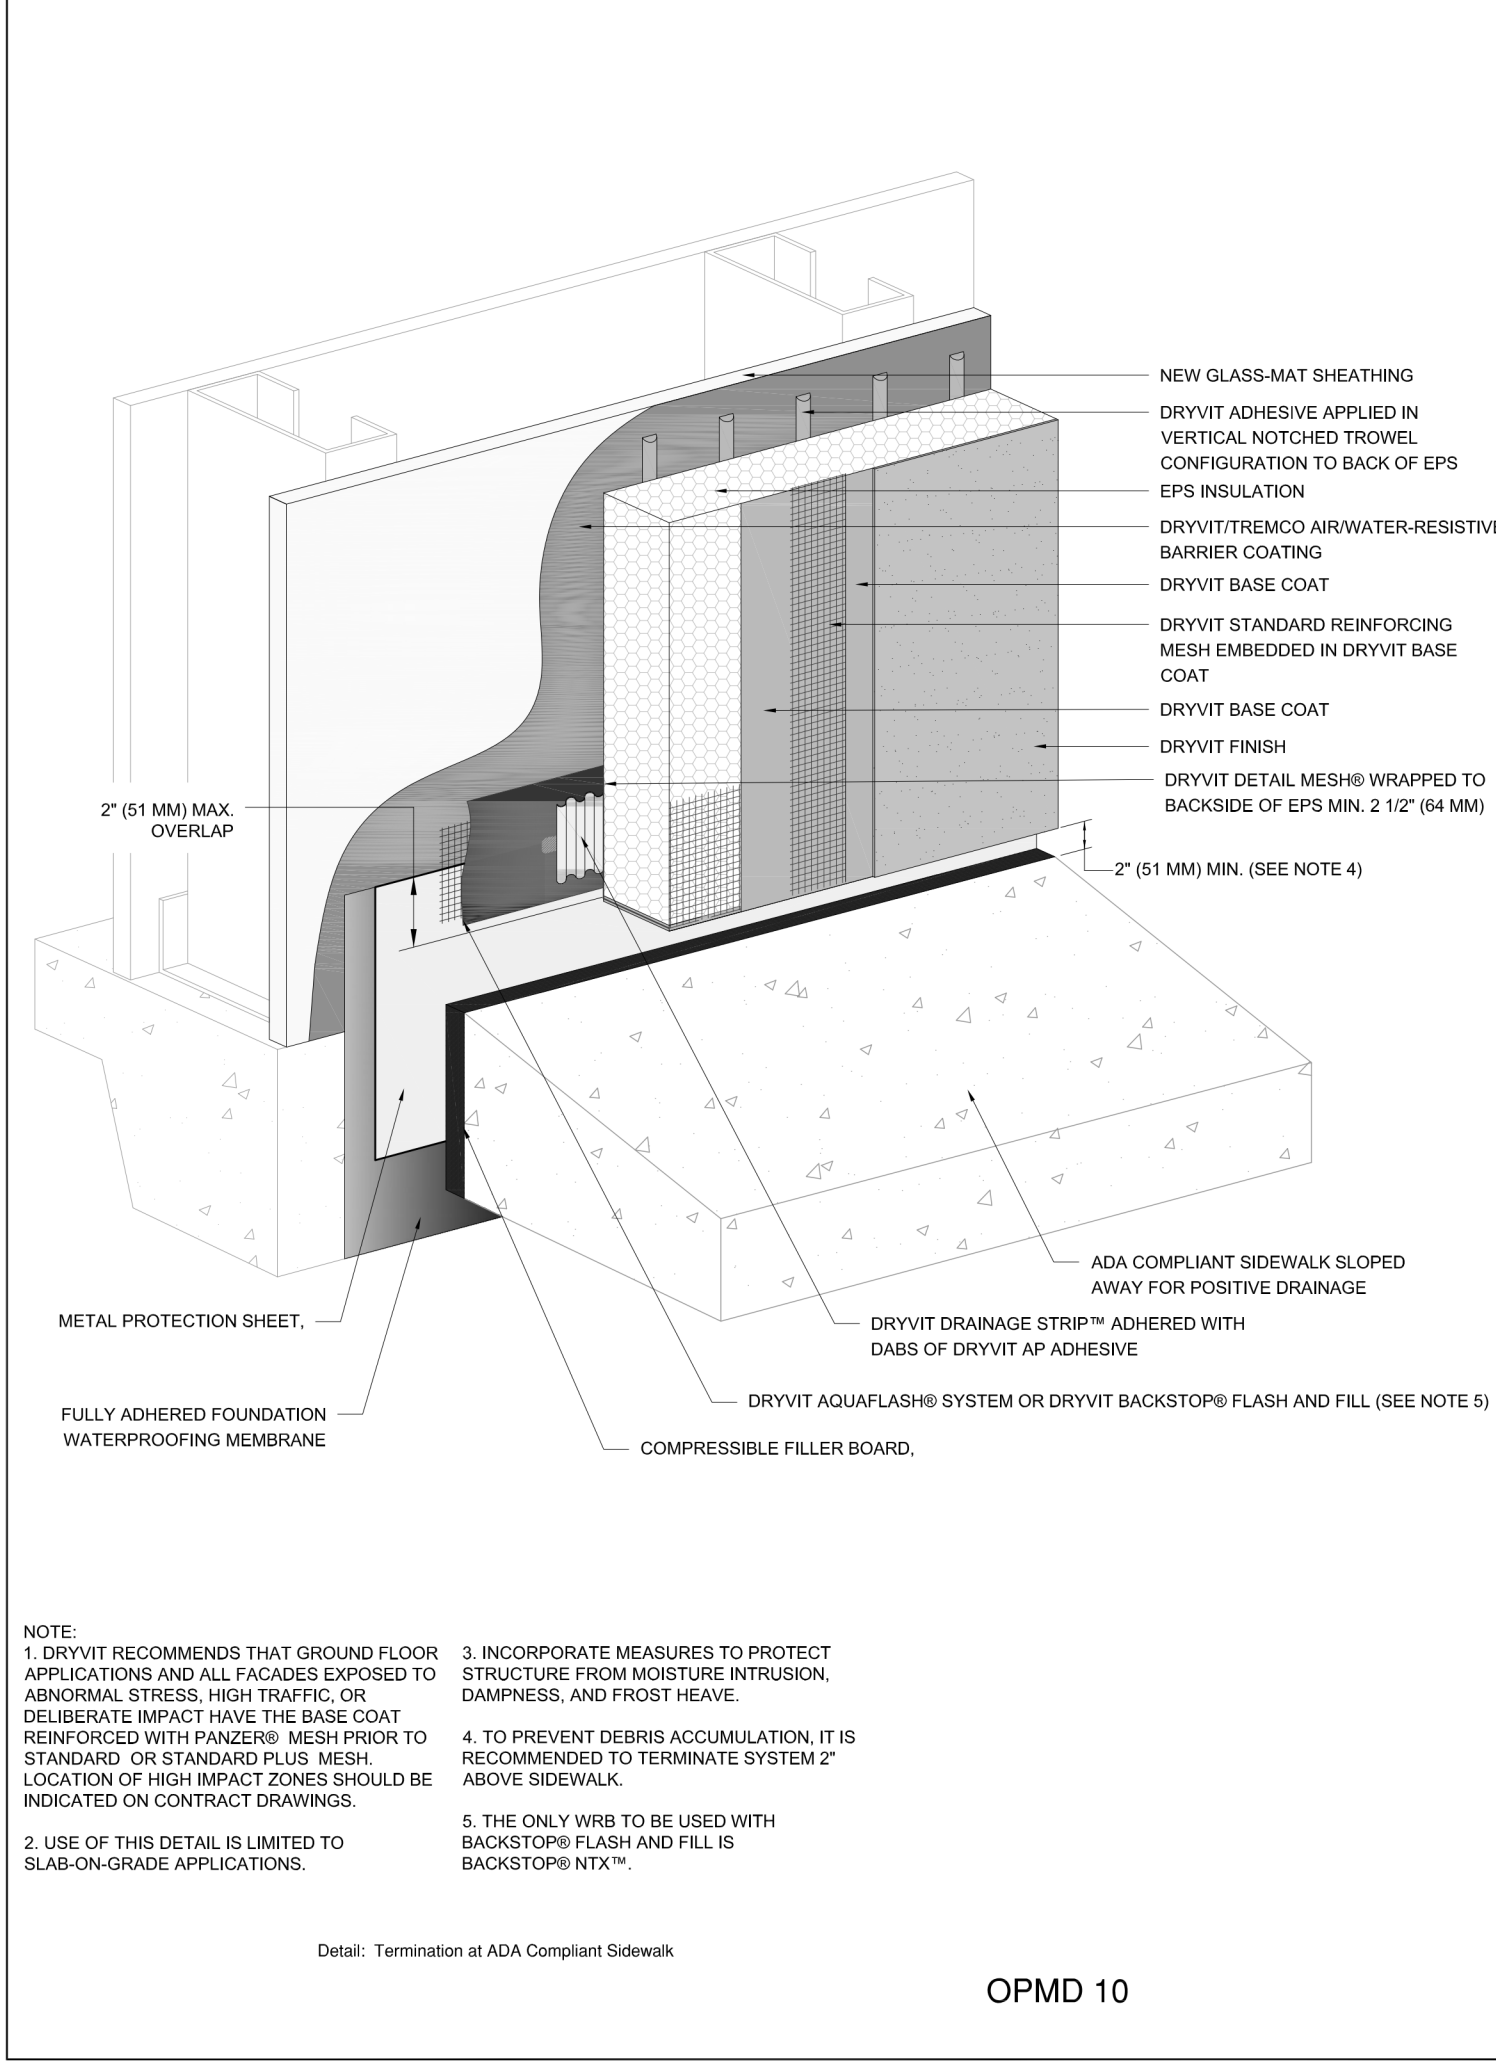 NEW GLASS-MAT SHEATHING
DRYVIT ADHESIVE APPLIED IN
VERTICAL NOTCHED TROWEL
CONFIGURATION TO BACK OF EPS
EPS INSULATION
DRYVIT/TREMCO AIR/WATER-RESISTIVE
BARRIER COATING
DRYVIT BASE COAT
DRYVIT STANDARD REINFORCING
MESH EMBEDDED IN DRYVIT BASE
COAT
DRYVIT BASE COAT
DRYVIT FINISH
DRYVIT DETAIL MESH® WRAPPED TO
BACKSIDE OF EPS MIN. 2 1/2" (64 MM)
2" (51 MM) MAX.
OVERLAP
2" (51 MM) MIN. (SEE NOTE 4)
ADA COMPLIANT SIDEWALK SLOPED
AWAY FOR POSITIVE DRAINAGE
METAL PROTECTION SHEET,
DRYVIT DRAINAGE STRIP™ ADHERED WITH
DABS OF DRYVIT AP ADHESIVE
DRYVIT AQUAFLASH® SYSTEM OR DRYVIT BACKSTOP® FLASH AND FILL (SEE NOTE 5)
FULLY ADHERED FOUNDATION
WATERPROOFING MEMBRANE
COMPRESSIBLE FILLER BOARD,
NOTE:
1. DRYVIT RECOMMENDS THAT GROUND FLOOR
APPLICATIONS AND ALL FACADES EXPOSED TO
ABNORMAL STRESS, HIGH TRAFFIC, OR
DELIBERATE IMPACT HAVE THE BASE COAT
REINFORCED WITH PANZER® MESH PRIOR TO
STANDARD OR STANDARD PLUS MESH.
LOCATION OF HIGH IMPACT ZONES SHOULD BE
INDICATED ON CONTRACT DRAWINGS.
2. USE OF THIS DETAIL IS LIMITED TO
SLAB-ON-GRADE APPLICATIONS.
3. INCORPORATE MEASURES TO PROTECT
STRUCTURE FROM MOISTURE INTRUSION,
DAMPNESS, AND FROST HEAVE.
4. TO PREVENT DEBRIS ACCUMULATION, IT IS
RECOMMENDED TO TERMINATE SYSTEM 2"
ABOVE SIDEWALK.
5. THE ONLY WRB TO BE USED WITH
BACKSTOP® FLASH AND FILL IS
BACKSTOP® NTX™.
Detail: Termination at ADA Compliant Sidewalk
OPMD 10